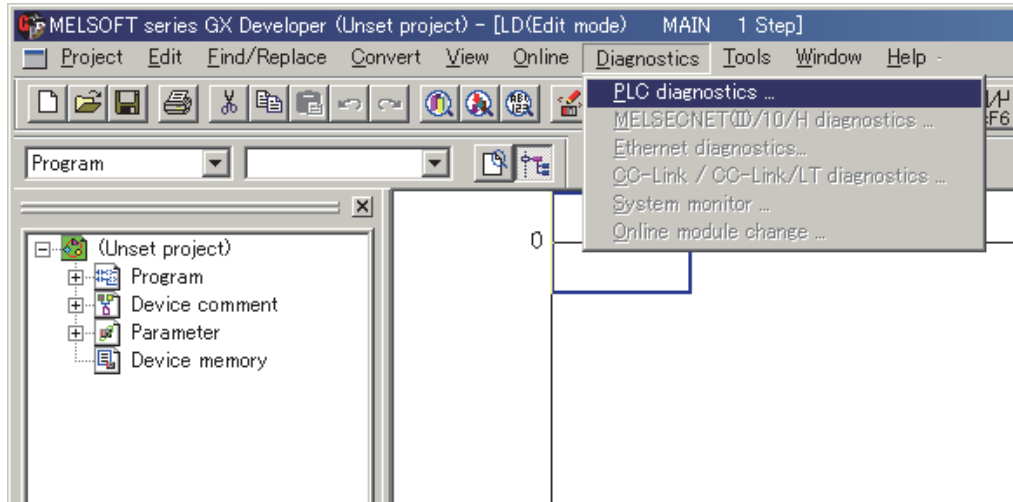 MELSOFT series GX Developer (Unset project) - [LD(Edit mode) MAIN 1 Step]
Project Edit Find/Replace Convert View Online Diagnostics Tools Window Help
PLC diagnostics ...
MELSECNET(II)/10/H diagnostics ...
Ethernet diagnostics...
CC-Link / CC-Link/LT diagnostics ...
System monitor ...
Online module change ...
F6
Program
0
(Unset project)
Program
Device comment
Parameter
Device memory